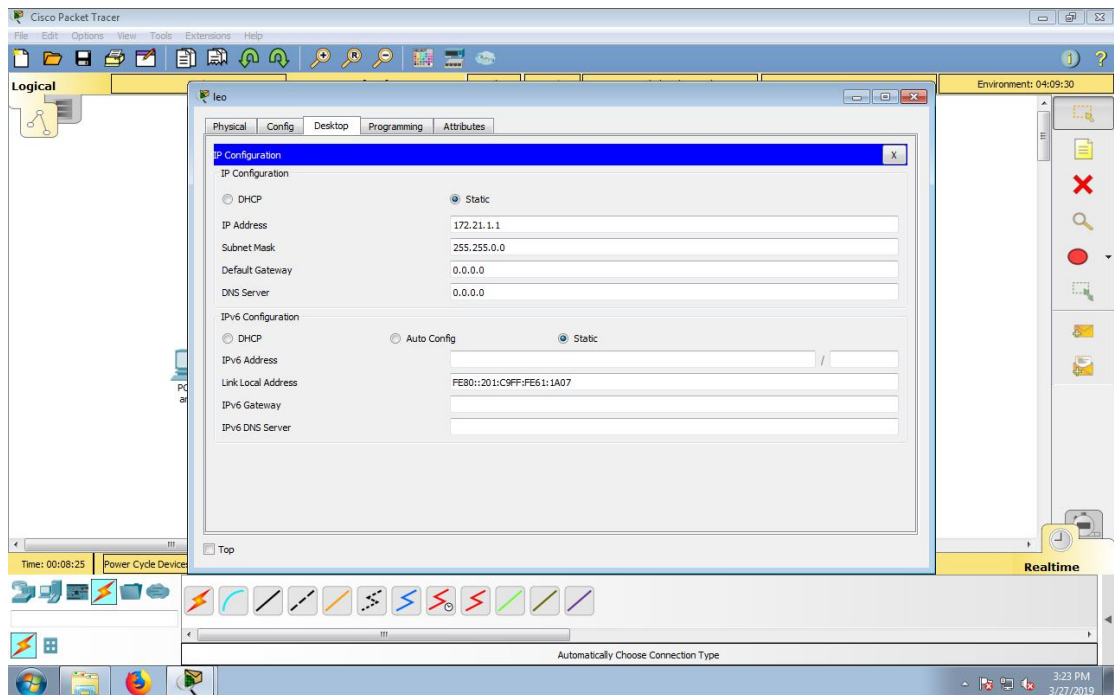 Cisco Packet Tracer
File Edit Options View Tools Extensions Help
Logical
Environment: 04:09:30
leo
Physical Config Desktop Programming Attributes
IP Configuration X
IP Configuration
DHCP Static
IP Address 172.21.1.1
Subnet Mask 255.255.0.0
Default Gateway 0.0.0.0
DNS Server 0.0.0.0
IPv6 Configuration
DHCP Auto Config Static
IPv6 Address /
Link Local Address FE80::201:C9FF:FE61:1A07
IPv6 Gateway
IPv6 DNS Server
Top
Time: 00:08:25 Power Cycle Devices Realtime
Automatically Choose Connection Type
3:23 PM
3/27/2019